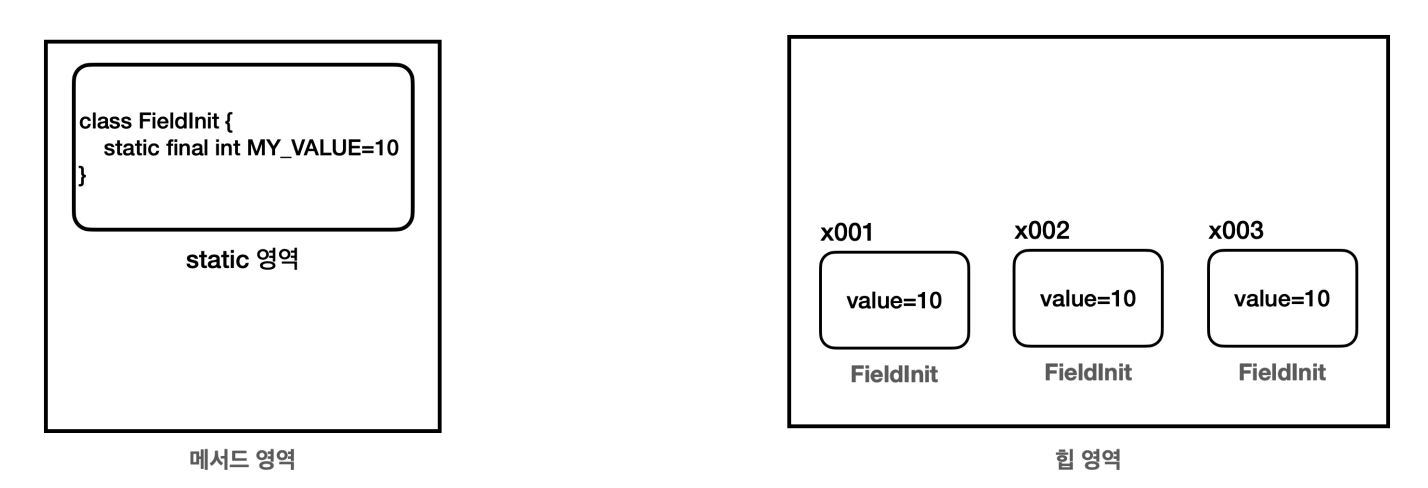 class FieldInit {
static final int MY_VALUE=10
}
static 영역
메서드 영역
x001
x002
x003
value=10
value=10
value=10
FieldInit
FieldInit
FieldInit
힙 영역